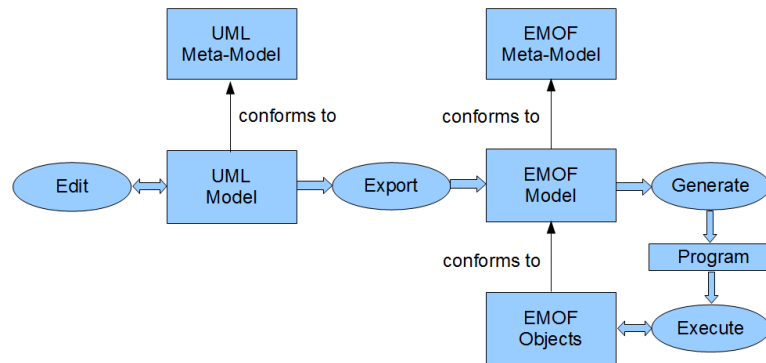 UML
Meta-Model
EMOF
Meta-Model
conforms to
conforms to
Edit
UML
Model
Export
EMOF
Model
Generate
conforms to
Program
EMOF
Objects
Execute